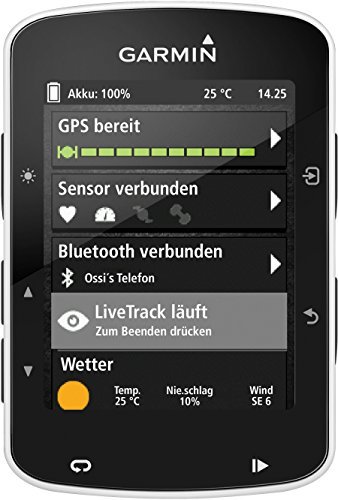 GARMIN
Akku: 100% 25 °C 14.25
GPS bereit
Sensor verbunden
Bluetooth verbunden
Ossi´s Telefon
LiveTrack läuft
Zum Beenden drücken
Wetter
Temp. Nie.schlag Wind
25 °C 10% SE 6